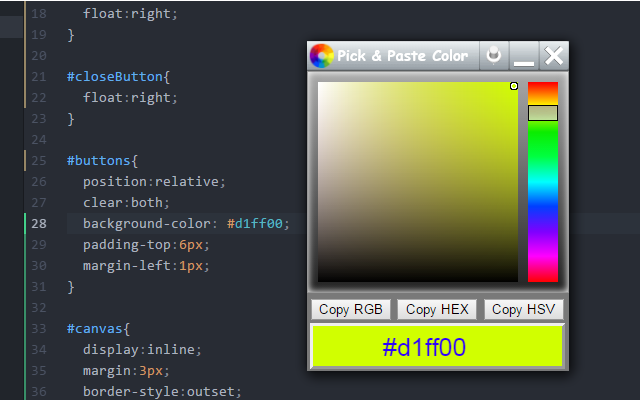 18 float:right;
19 }
20
21 #closeButton{
22 float:right;
23 }
24
25 #buttons{
26 position:relative;
27 clear:both;
28 background-color: #d1ff00;
29 padding-top:6px;
30 margin-left:1px;
31 }
32
33 #canvas{
34 display:inline;
35 margin:3px;
36 border-style:outset;
Pick & Paste Color
Copy RGB Copy HEX Copy HSV
#d1ff00